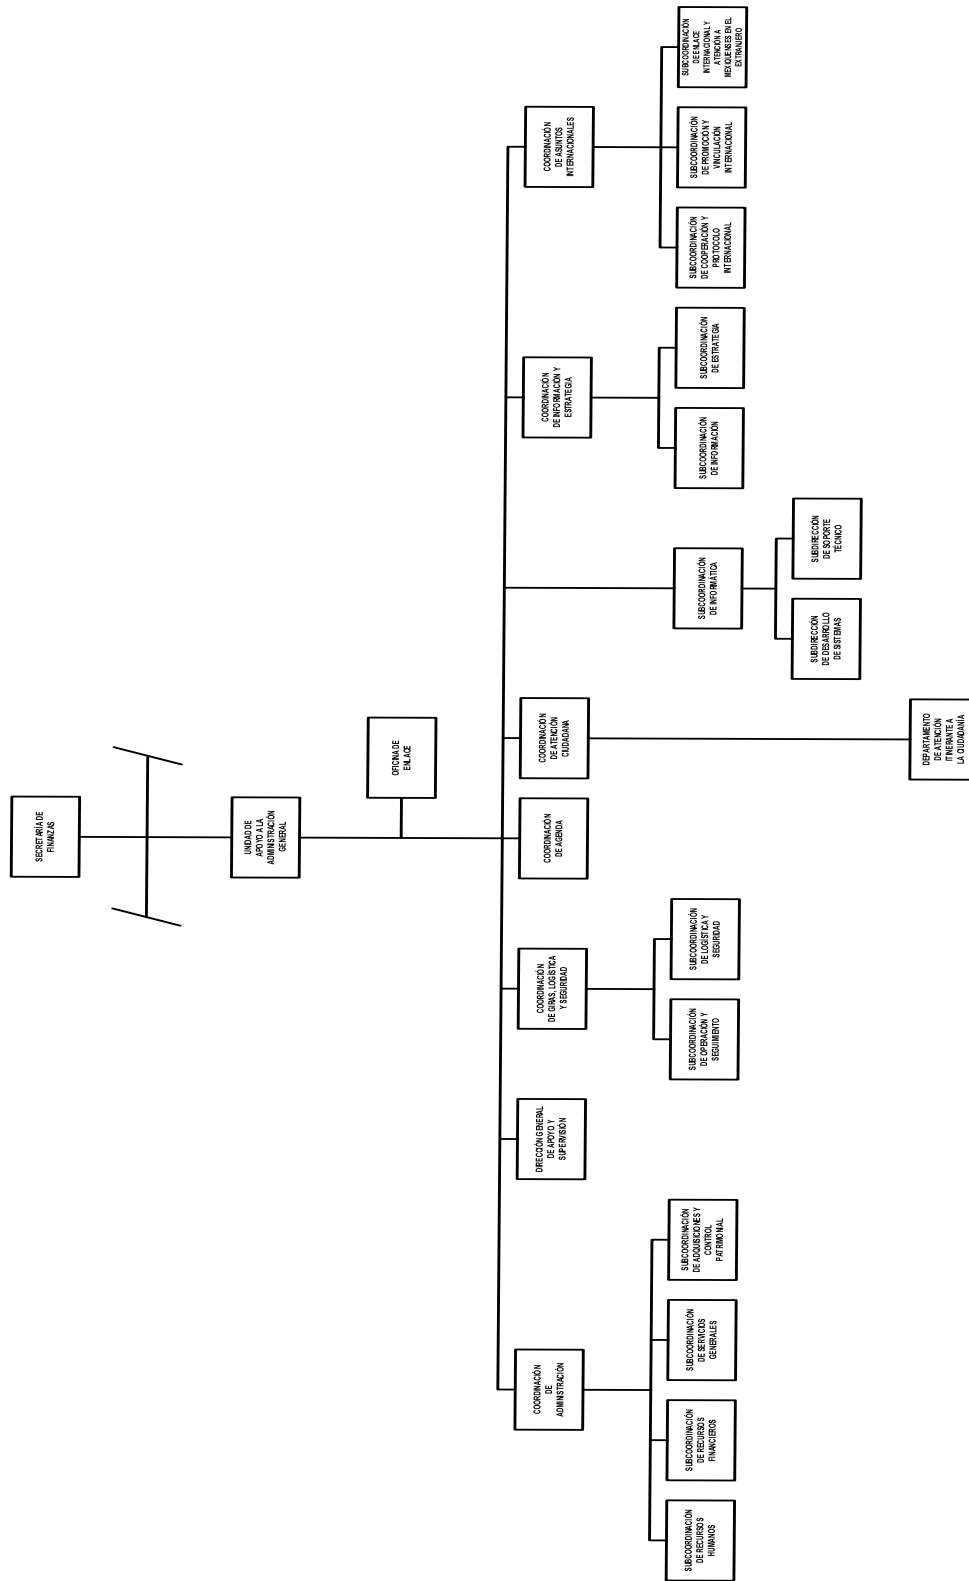 SECRETARÍA DE
FINANZAS
UNIDAD DE
APOYO A LA
ADMINISTRACIÓN
GENERAL
OFICINA DE
ENLACE
COORDINACIÓN
DE
ADMINISTRACIÓN
DIRECCIÓN GENERAL
DE APOYO Y
SUPERVISIÓN
COORDINACIÓN
DE GIRAS, LOGÍSTICA
Y SEGURIDAD
COORDINACIÓN
DE AGENDA
COORDINACIÓN
DE ATENCIÓN
CIUDADANA
COORDINACIÓN
DE INFORMACIÓN Y
ESTRATEGIA
COORDINACIÓN
DE ASUNTOS
INTERNACIONALES
SUBCOORDINACIÓN
DE RECURSOS
HUMANOS
SUBCOORDINACIÓN
DE RECURSOS
FINANCIEROS
SUBCOORDINACIÓN
DE SERVICIOS
GENERALES
SUBCOORDINACIÓN
DE ADQUISICIONES Y
CONTROL
PATRIMONIAL
SUBCOORDINACIÓN
DE OPERACIÓN Y
SEGUIMIENTO
SUBCOORDINACIÓN
DE LOGÍSTICA Y
SEGURIDAD
SUBCOORDINACIÓN
DE INFORMÁTICA
SUBCOORDINACIÓN
DE INFORMACIÓN
SUBCOORDINACIÓN
DE ESTRATEGIA
SUBCOORDINACIÓN
DE COOPERACIÓN Y
PROTOCOLO
INTERNACIONAL
SUBCOORDINACIÓN
DE PROMOCIÓN Y
VINCULACIÓN
INTERNACIONAL
SUBCOORDINACIÓN
DE ENLACE
INTERNACIONAL Y
ATENCIÓN A
MEXIQUENSES EN EL
EXTRANJERO
SUBDIRECCIÓN
DE DESARROLLO
DE SISTEMAS
SUBDIRECCIÓN
DE SOPORTE
TÉCNICO
DEPARTAMENTO
DE ATENCIÓN
ITINERANTE A
LA CIUDADANÍA